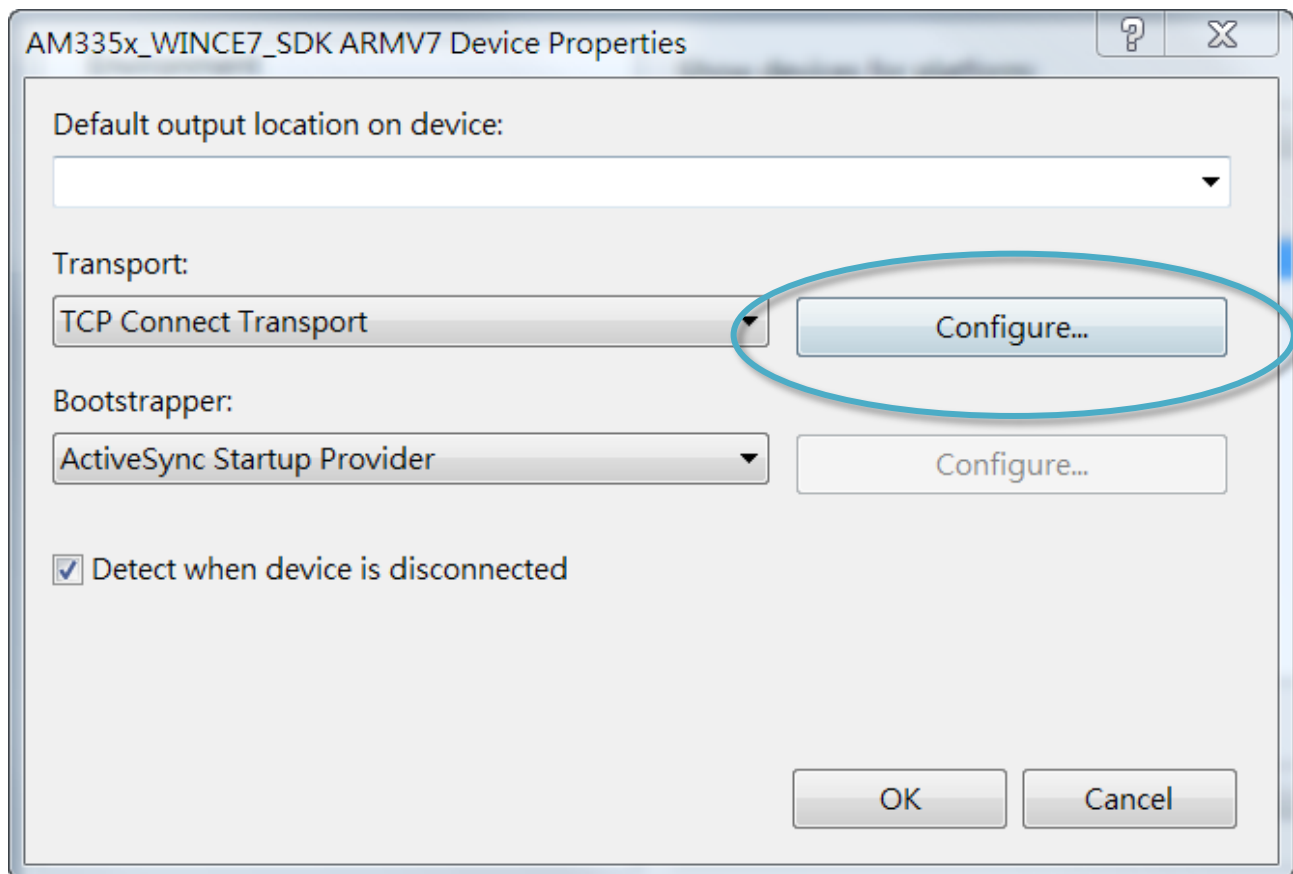 AM335x_WINCE7_SDK ARMV7 Device Properties
Default output location on device:
Transport:
TCP Connect Transport
Configure...
Bootstrapper:
ActiveSync Startup Provider
Configure...
Detect when device is disconnected
OK
Cancel